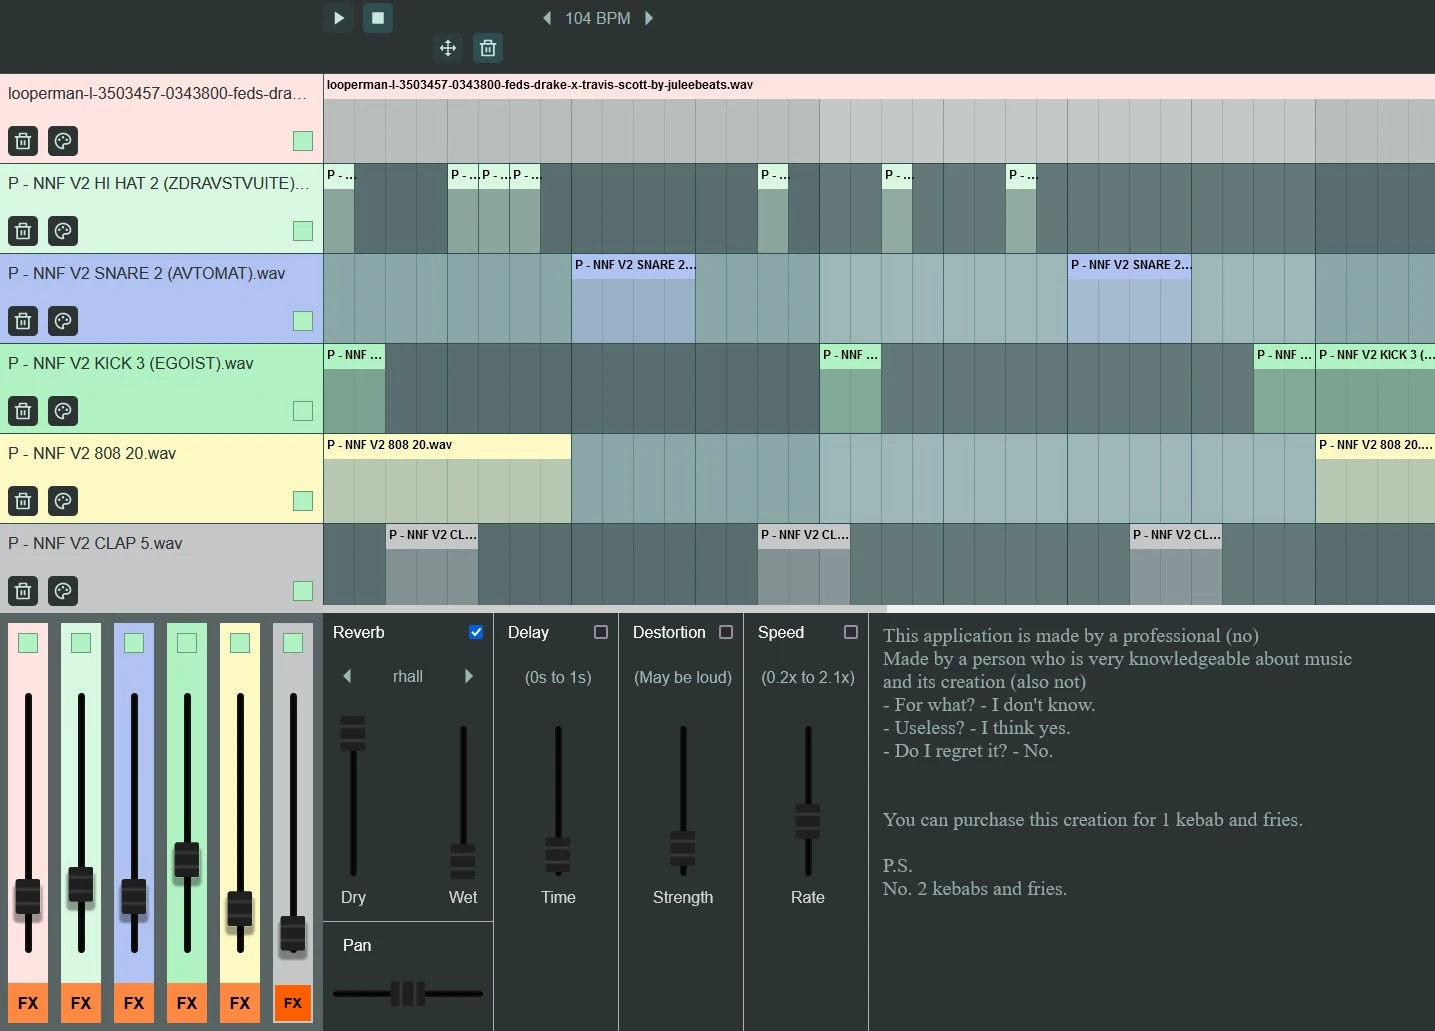 104 BPM
looperman-l-3503457-0343800-feds-dra...
looperman-l-3503457-0343800-feds-drake-x-travis-scott-by-juleebeats.wav
P - NNF V2 HI HAT 2 (ZDRAVSTVUITE)...
P - ...
P - ...
P - ...
P - ...
P - ...
P - ...
P - ...
P - NNF V2 SNARE 2 (AVTOMAT).wav
P - NNF V2 SNARE 2...
P - NNF V2 SNARE 2...
P - NNF V2 KICK 3 (EGOIST).wav
P - NNF ...
P - NNF ...
P - NNF ...
P - NNF V2 KICK 3 (...
P - NNF V2 808 20.wav
P - NNF V2 808 20.wav
P - NNF V2 808 20....
P - NNF V2 CLAP 5.wav
P - NNF V2 CL...
P - NNF V2 CL...
P - NNF V2 CL...
FX
FX
FX
FX
FX
FX
Reverb
rhall
Dry
Wet
Pan
Delay
(0s to 1s)
Time
Destortion
(May be loud)
Strength
Speed
(0.2x to 2.1x)
Rate
This application is made by a professional (no)
Made by a person who is very knowledgeable about music
and its creation (also not)
- For what? - I don't know.
- Useless? - I think yes.
- Do I regret it? - No.
You can purchase this creation for 1 kebab and fries.
P.S.
No. 2 kebabs and fries.